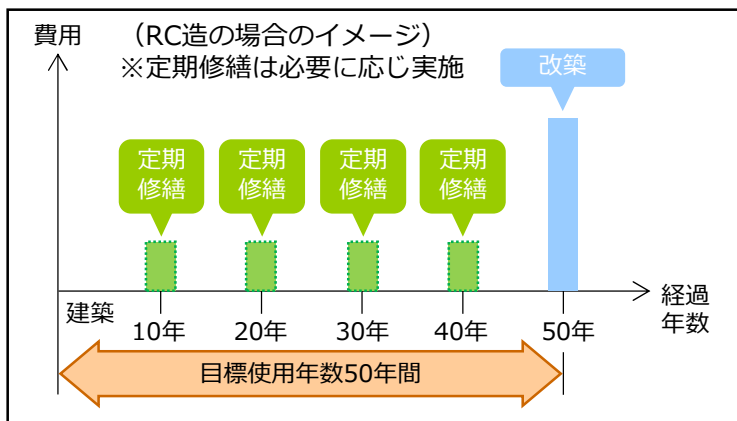 費用
（RC造の場合のイメージ）
※定期修繕は必要に応じ実施
改築
定期
修繕
定期
修繕
定期
修繕
定期
修繕
建築
10年
20年
30年
40年
50年
経過
年数
目標使用年数50年間